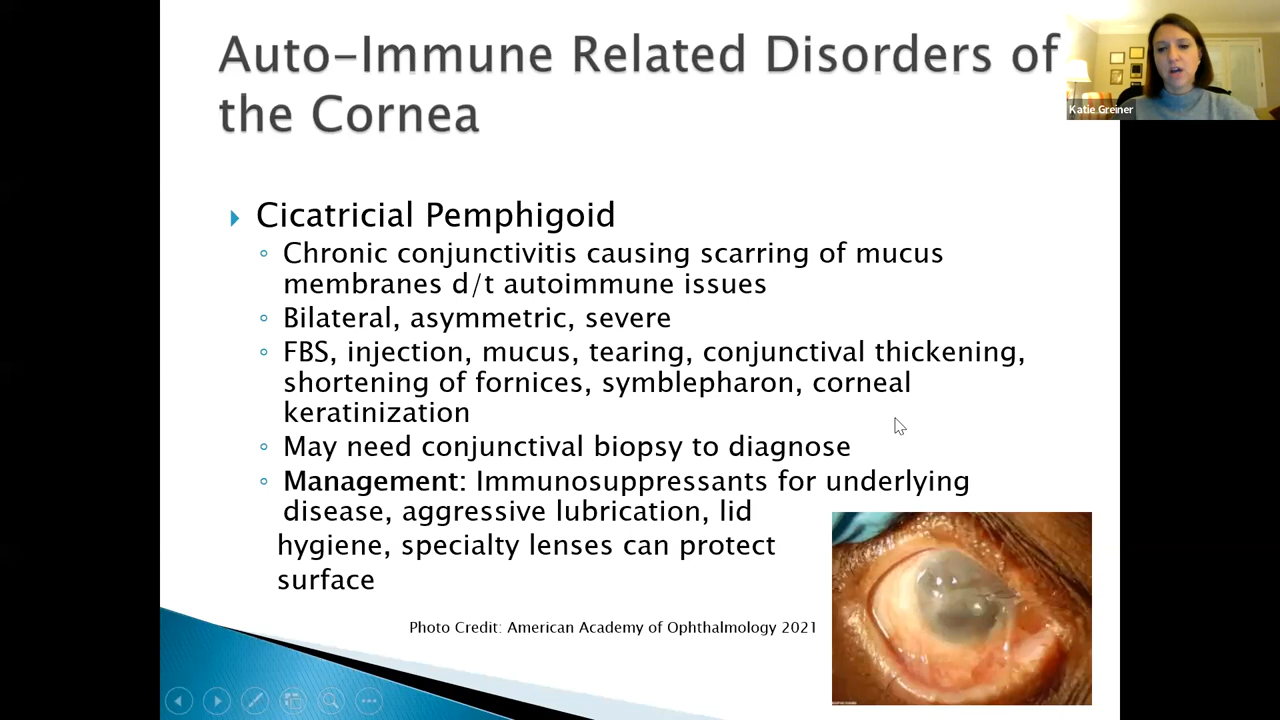 Auto-Immune Related Disorders of
the Cornea
Katie Greiner
Cicatricial Pemphigoid
Chronic conjunctivitis causing scarring of mucus
membranes d/t autoimmune issues
Bilateral, asymmetric, severe
FBS, injection, mucus, tearing, conjunctival thickening,
shortening of fornices, symblepharon, corneal
keratinization
May need conjunctival biopsy to diagnose
Management: Immunosuppressants for underlying
disease, aggressive lubrication, lid
hygiene, specialty lenses can protect
surface
Photo Credit: American Academy of Ophthalmology 2021